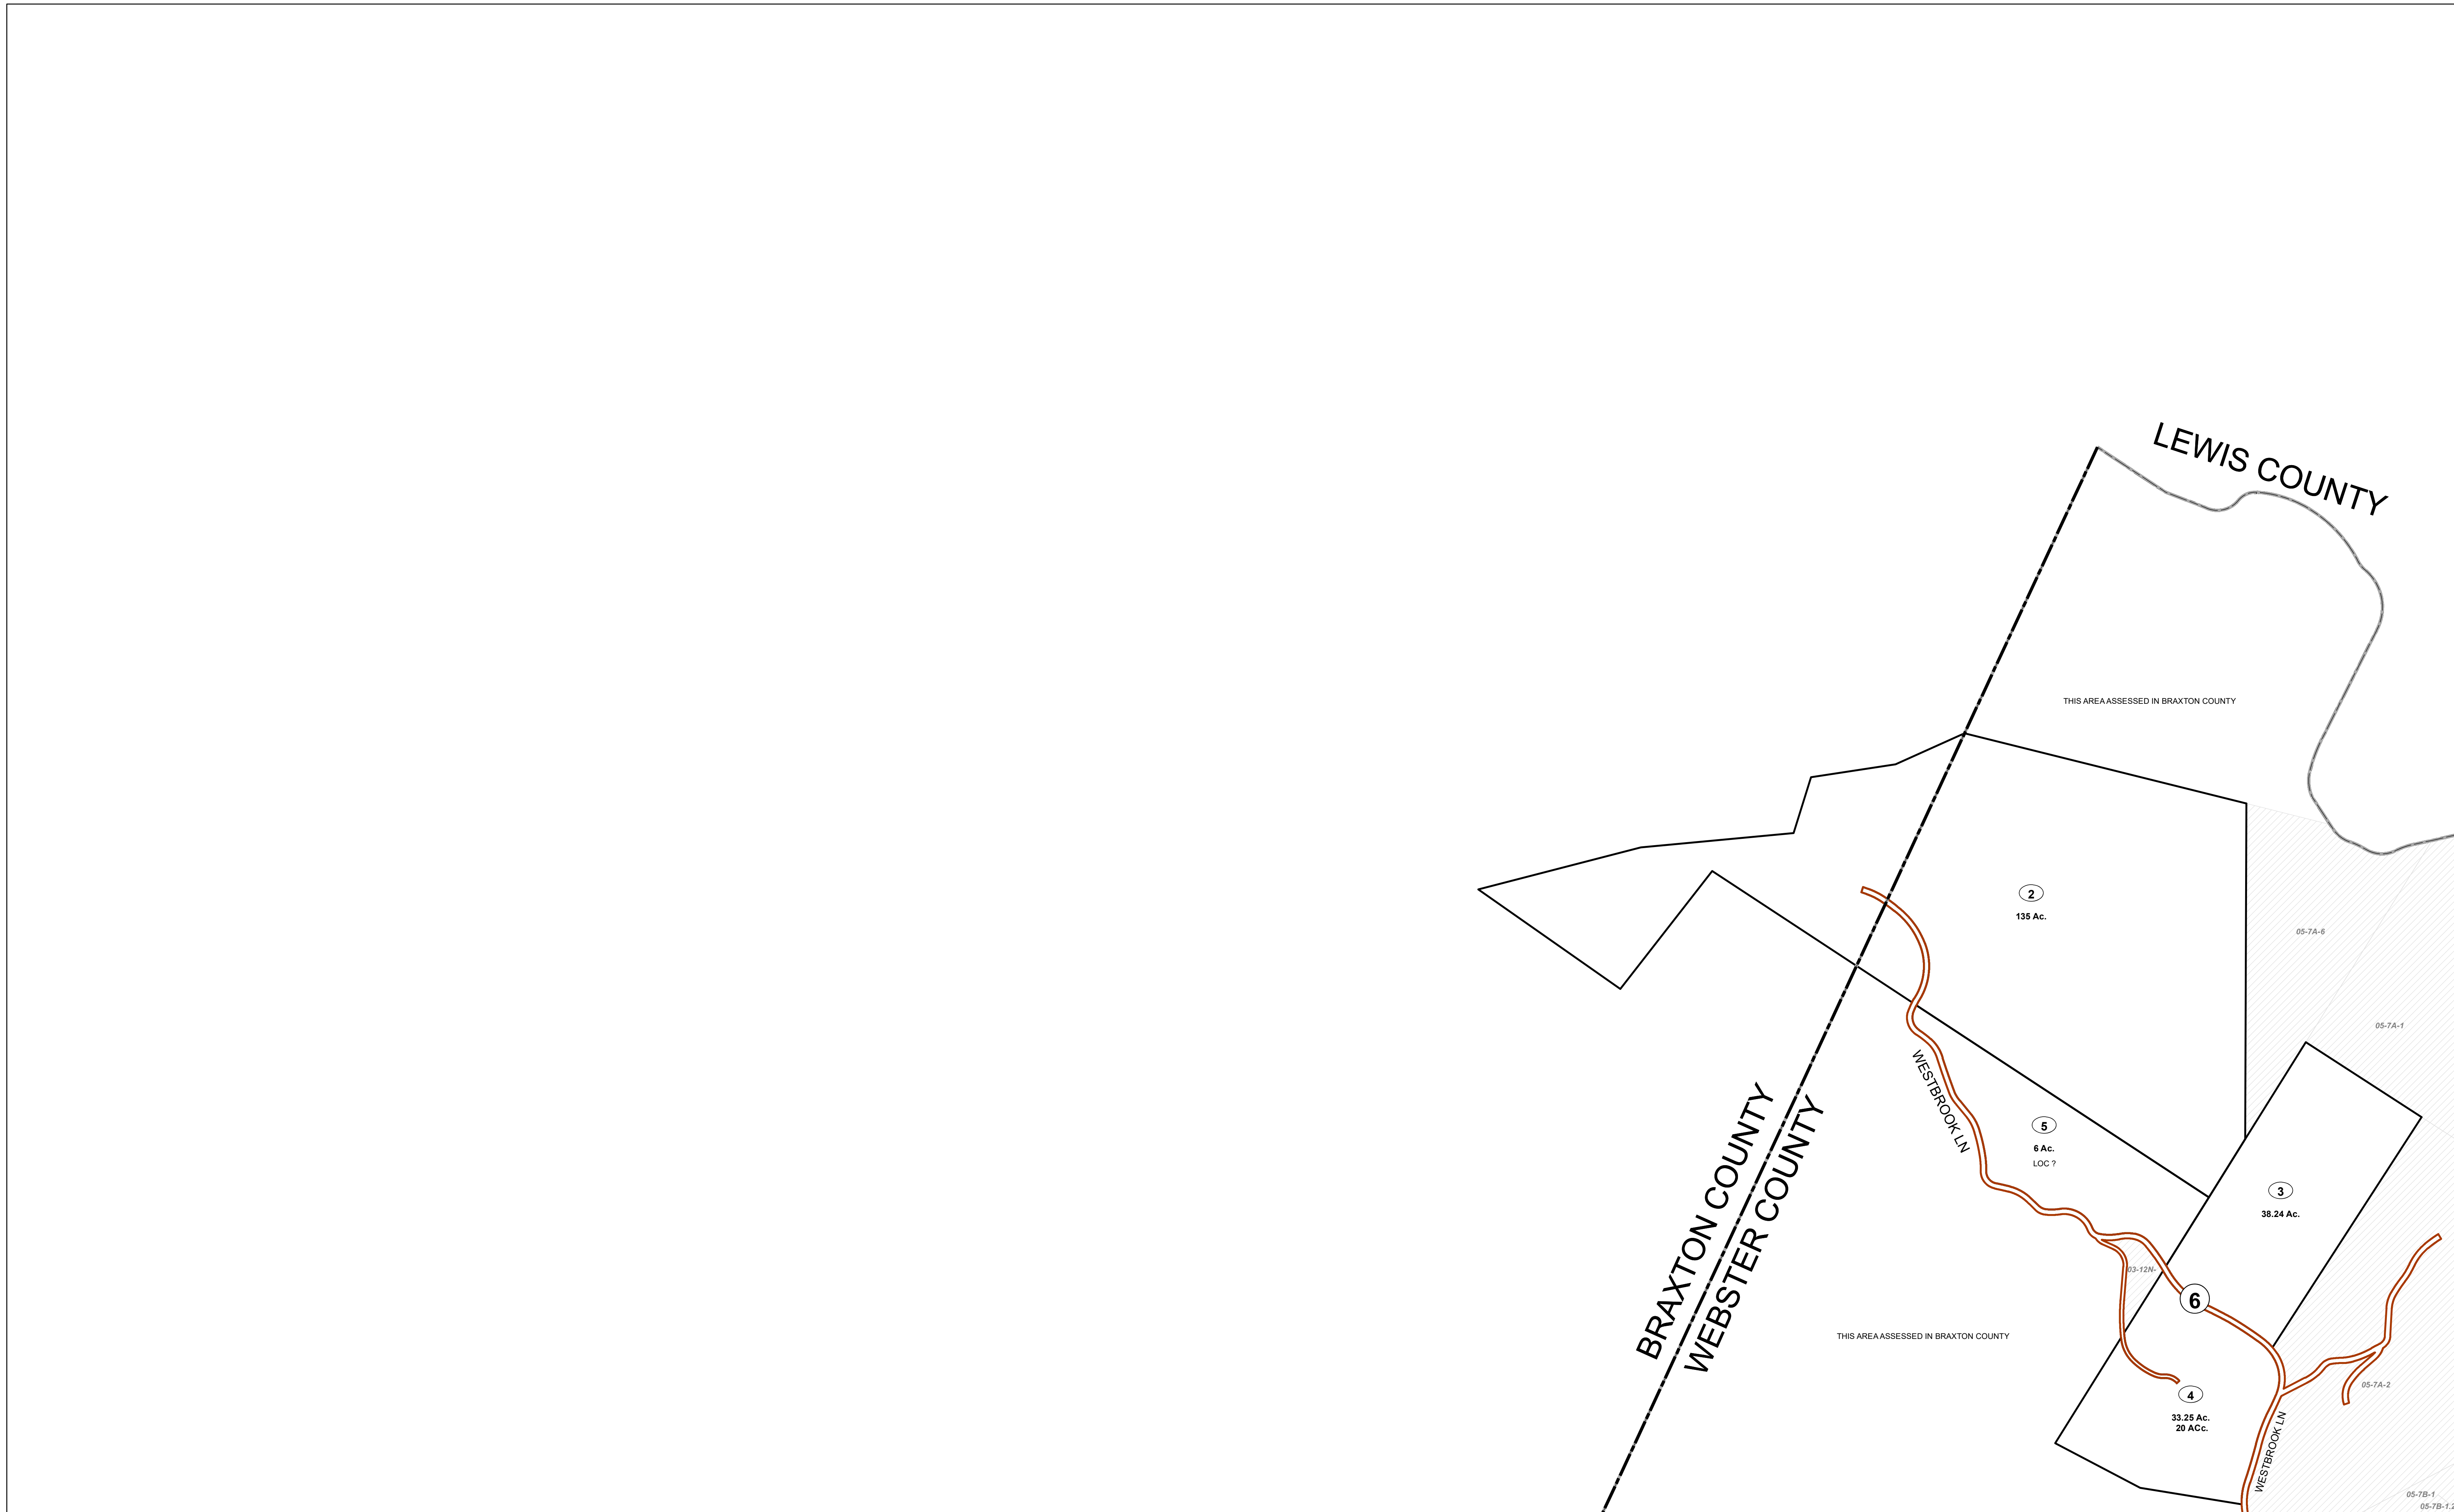 LEWIS COUNTY
THIS AREA ASSESSED IN BRAXTON COUNTY
2
135 Ac.
05-7A-6
05-7A-1
WESTBROOK LN
BRAXTON COUNTY
WEBSTER COUNTY
5
6 Ac.
LOC ?
3
38.24 Ac.
03-12N-
6
THIS AREA ASSESSED IN BRAXTON COUNTY
05-7A-2
4
33.25 Ac.
20 ACc.
WESTBROOK LN
05-7B-1